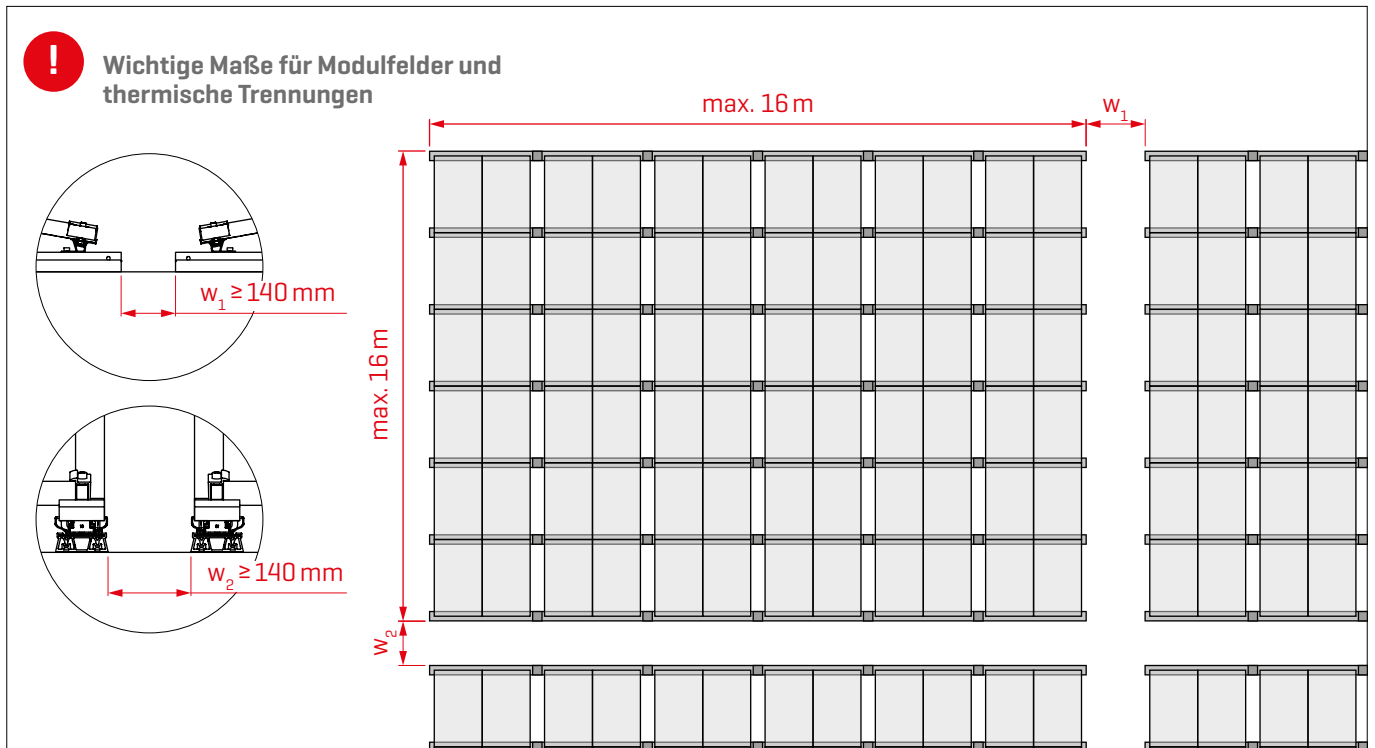 !
Wichtige Maße für Modulfelder und
thermische Trennungen
max. 16 m
w₁
w₁ ≥ 140 mm
max. 16 m
w₂ ≥ 140 mm
w₂